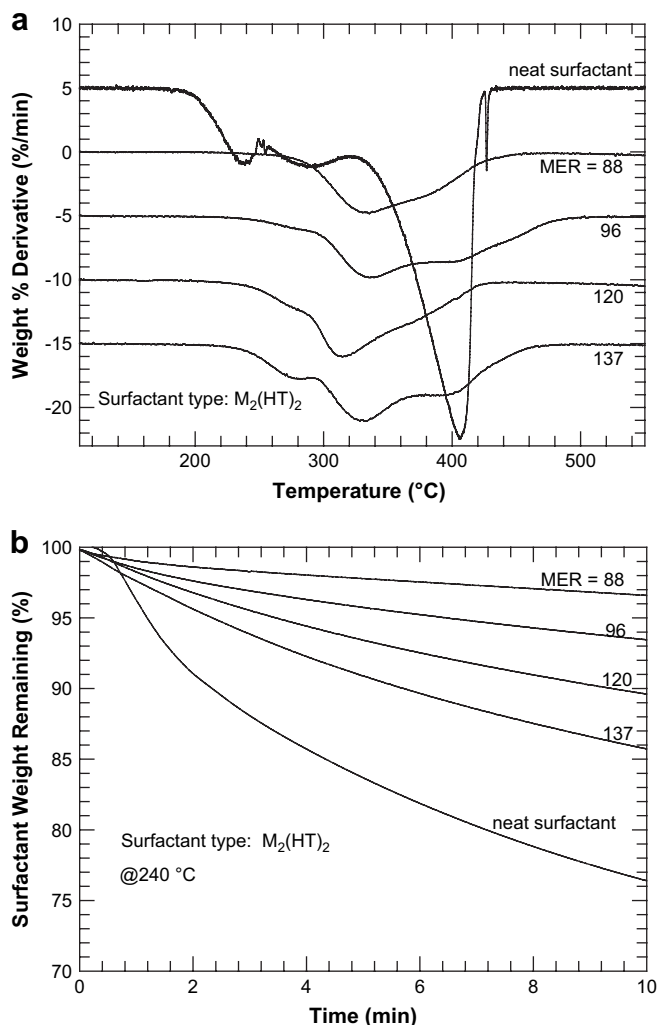 a
10
5
0
-5
-10
-15
-20
Weight % Derivative (%/min)
neat surfactant
MER = 88
96
120
137
Surfactant type: M₂(HT)₂
100 200 300 400 500
Temperature (°C)
b
100
95
90
85
80
75
70
Surfactant Weight Remaining (%)
MER = 88
96
120
137
neat surfactant
Surfactant type: M₂(HT)₂
@240 °C
0 2 4 6 8 10
Time (min)